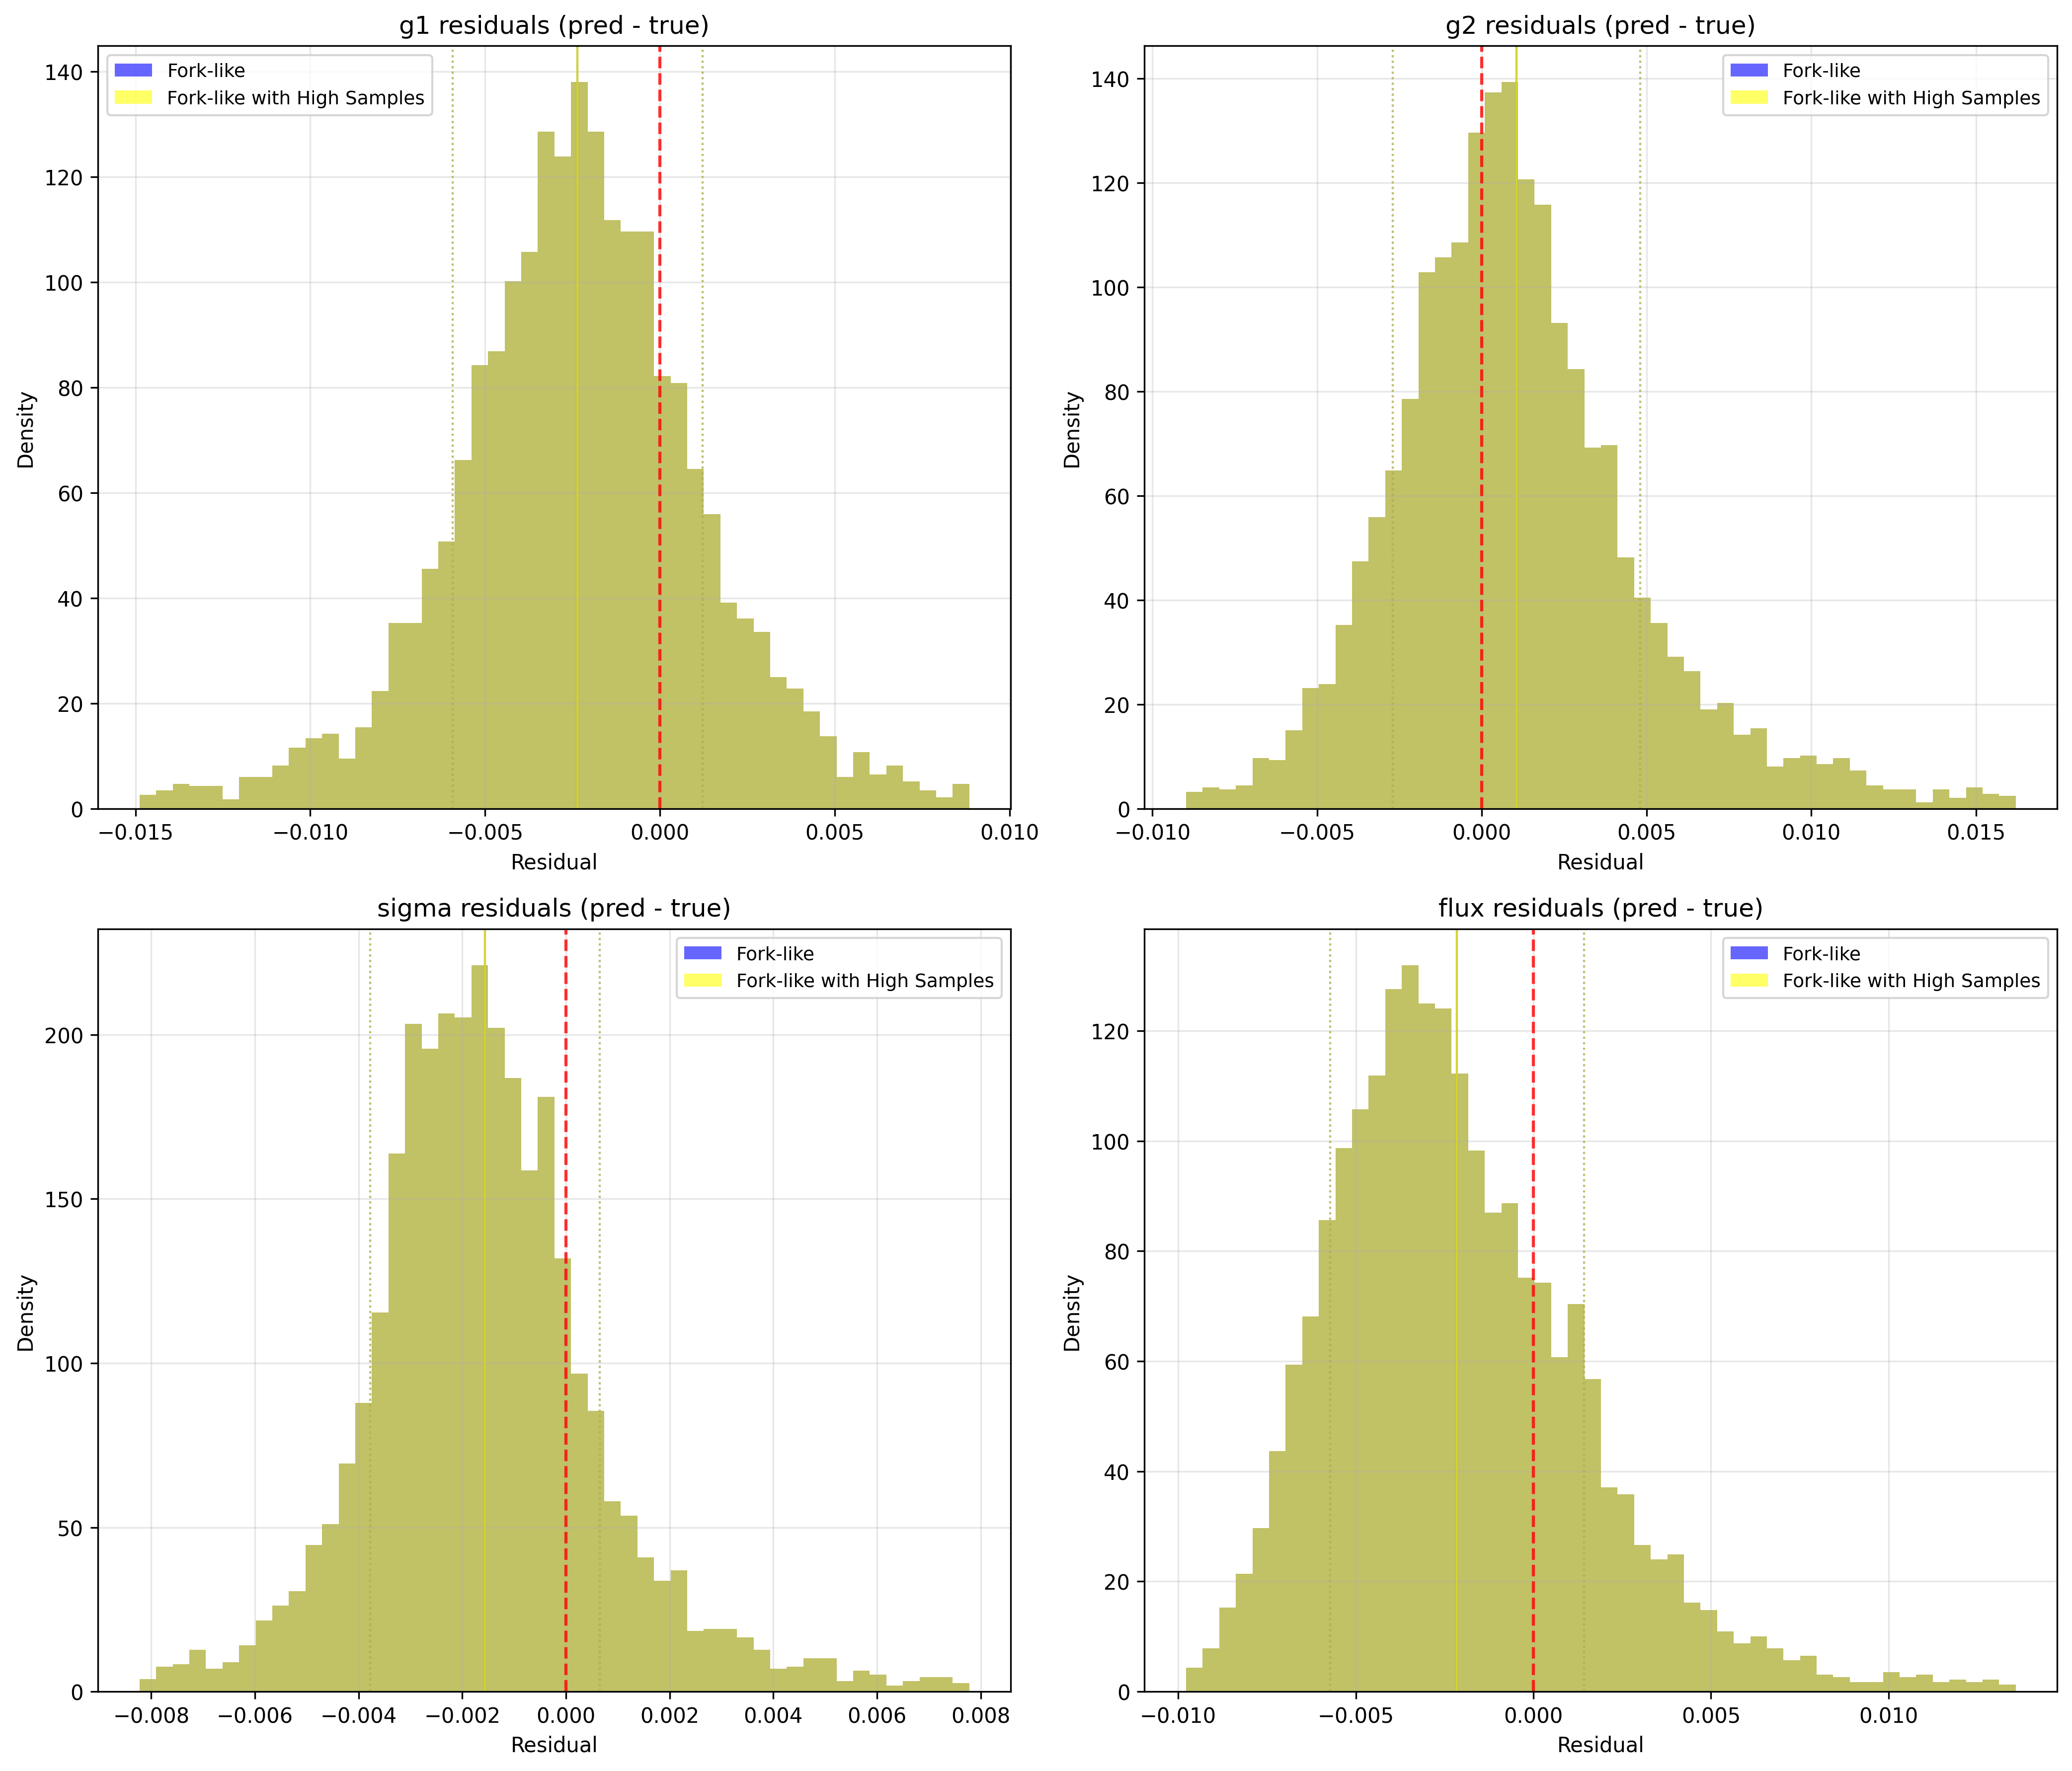 g1 residuals (pred - true)
Fork-like
Fork-like with High Samples
Density
140
120
100
80
60
40
20
0
−0.015
−0.010
−0.005
0.000
0.005
0.010
Residual
g2 residuals (pred - true)
Fork-like
Fork-like with High Samples
Density
140
120
100
80
60
40
20
0
−0.010
−0.005
0.000
0.005
0.010
0.015
Residual
sigma residuals (pred - true)
Fork-like
Fork-like with High Samples
Density
200
150
100
50
0
−0.008
−0.006
−0.004
−0.002
0.000
0.002
0.004
0.006
0.008
Residual
flux residuals (pred - true)
Fork-like
Fork-like with High Samples
Density
120
100
80
60
40
20
0
−0.010
−0.005
0.000
0.005
0.010
Residual